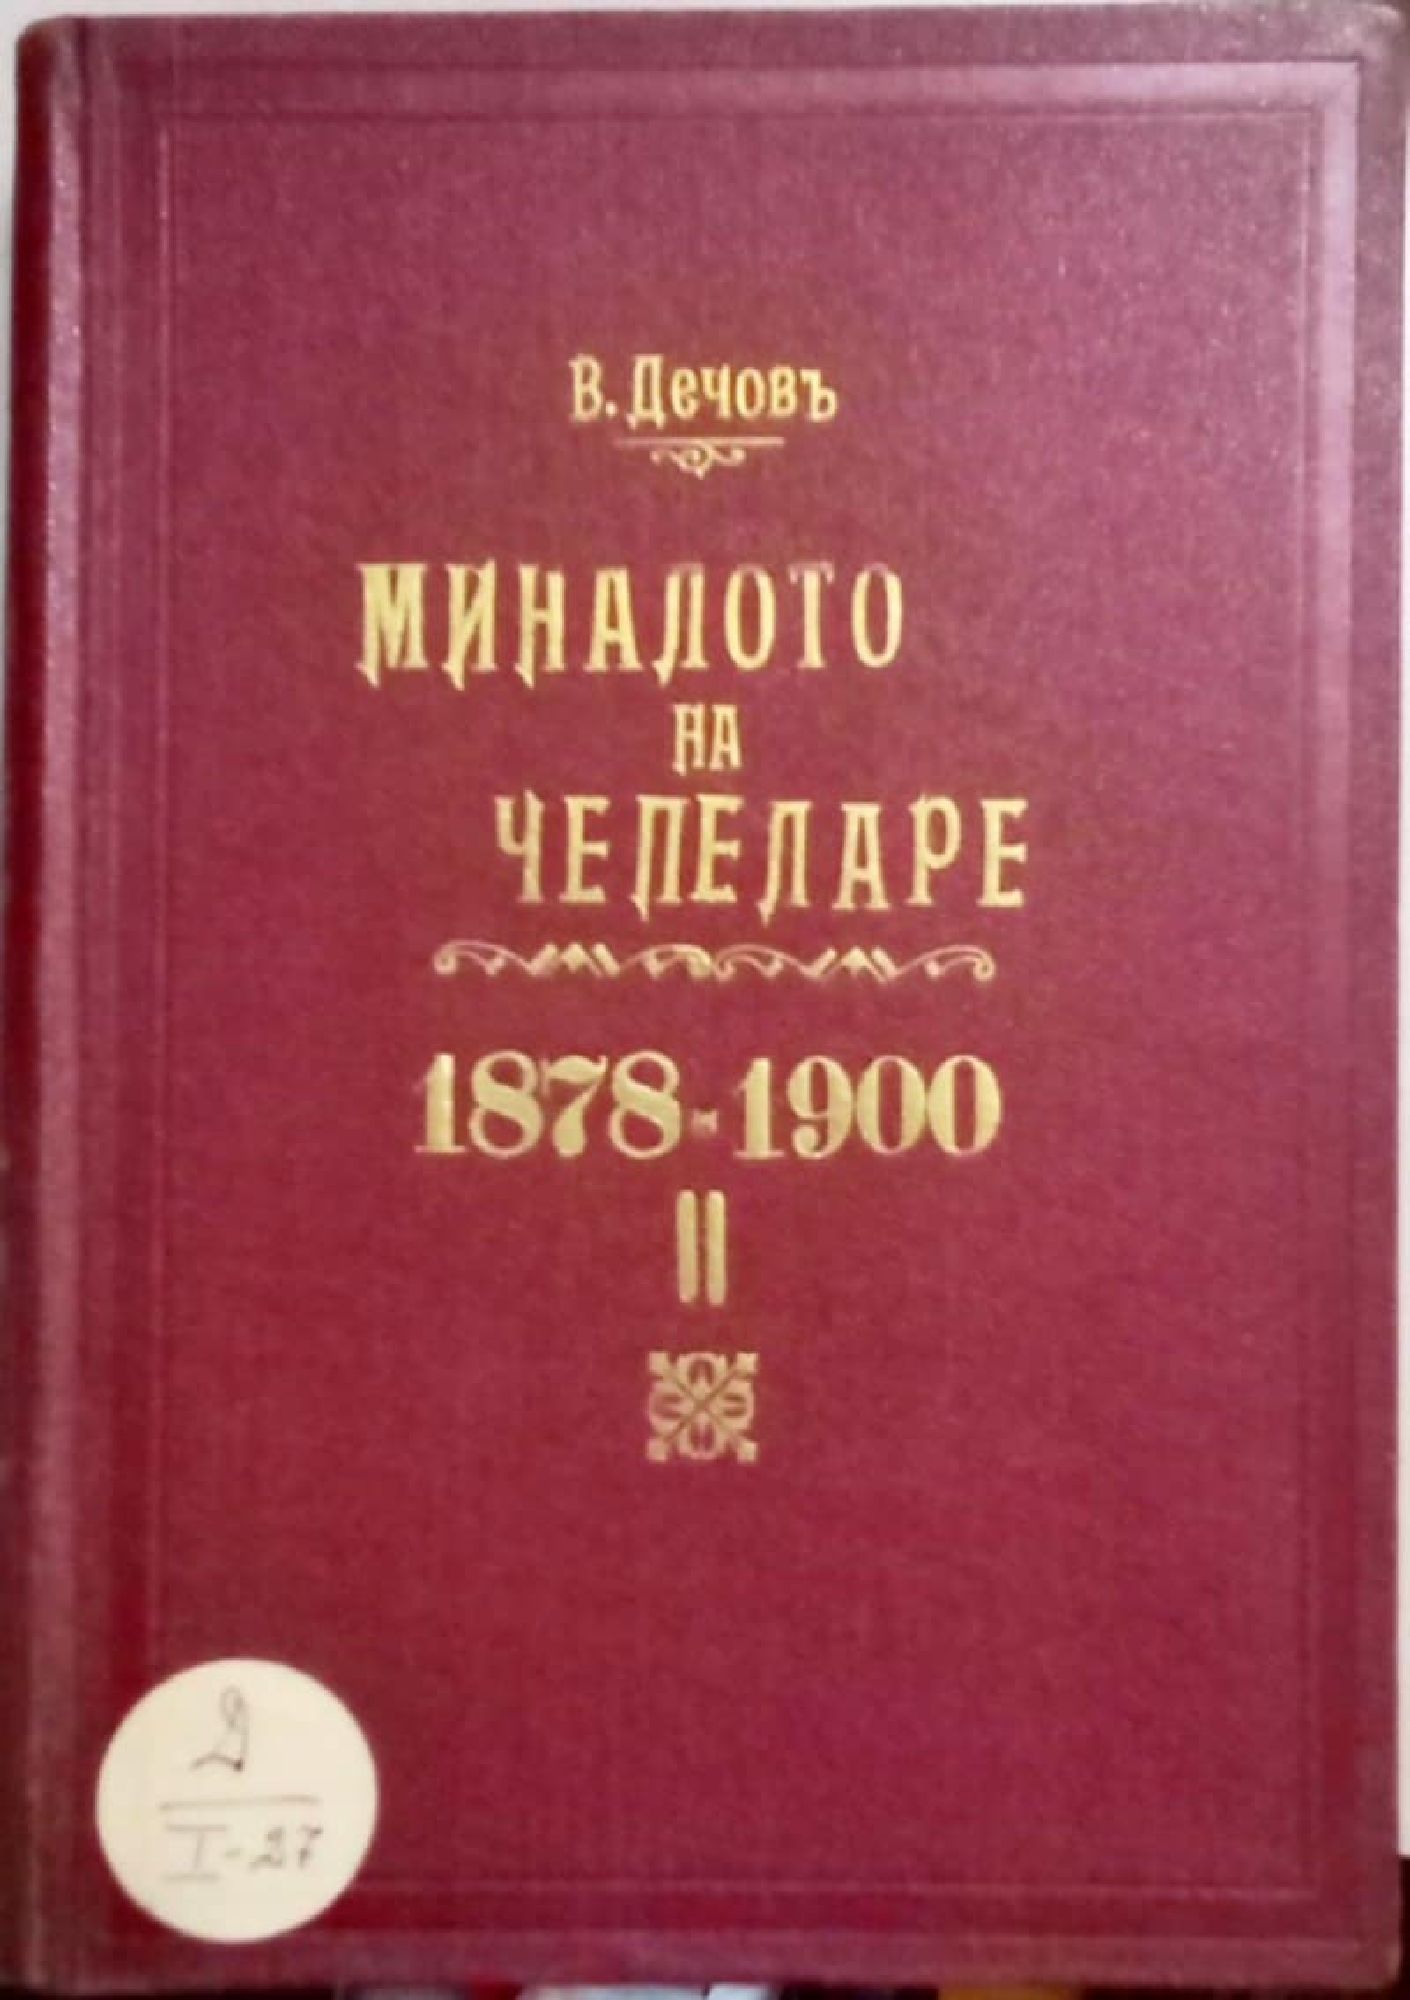 В. Дечовъ
МИНАЛОТО
НА
ЧЕПЕЛАРЕ
1878-1900
II
Д
I-27